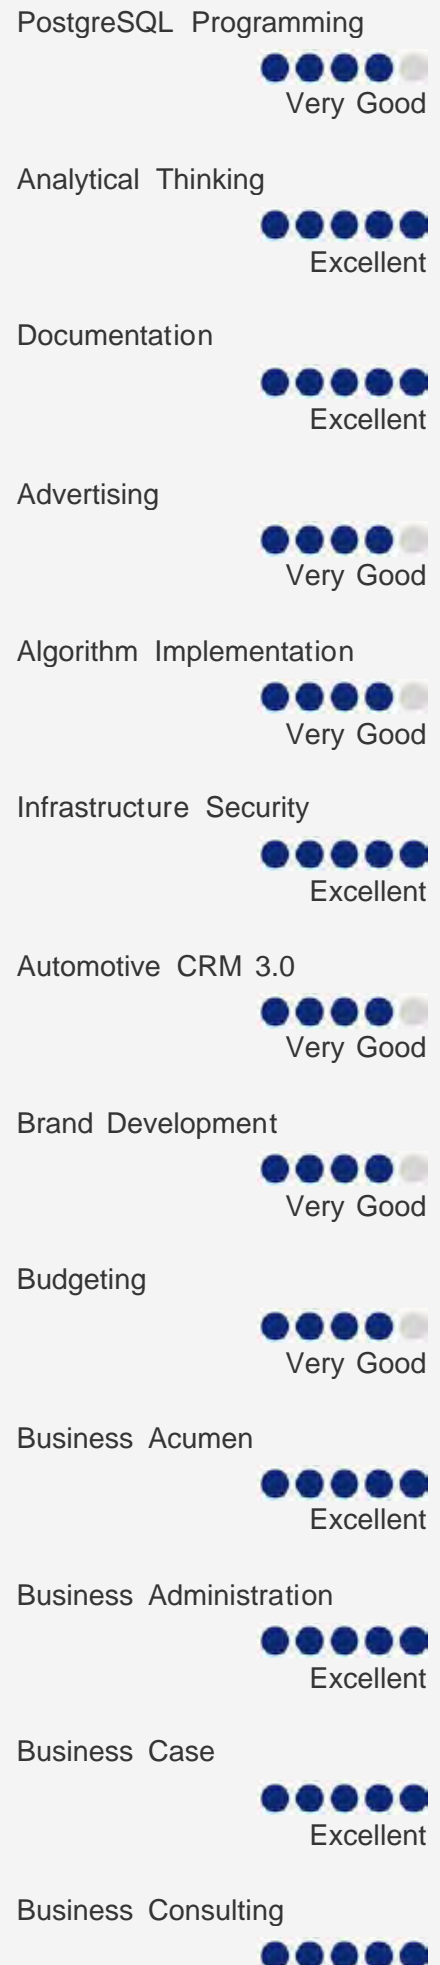 PostgreSQL Programming
Very Good
Analytical Thinking
Excellent
Documentation
Excellent
Advertising
Very Good
Algorithm Implementation
Very Good
Infrastructure Security
Excellent
Automotive CRM 3.0
Very Good
Brand Development
Very Good
Budgeting
Very Good
Business Acumen
Excellent
Business Administration
Excellent
Business Case
Excellent
Business Consulting